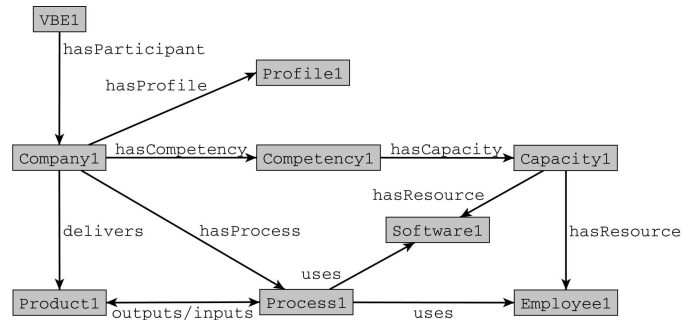 VBE1
hasParticipant
Profile1
hasProfile
Company1
hasCompetency
Competency1
hasCapacity
Capacity1
hasResource
delivers
hasProcess
Software1
hasResource
uses
Product1
outputs/inputs
Process1
uses
Employee1